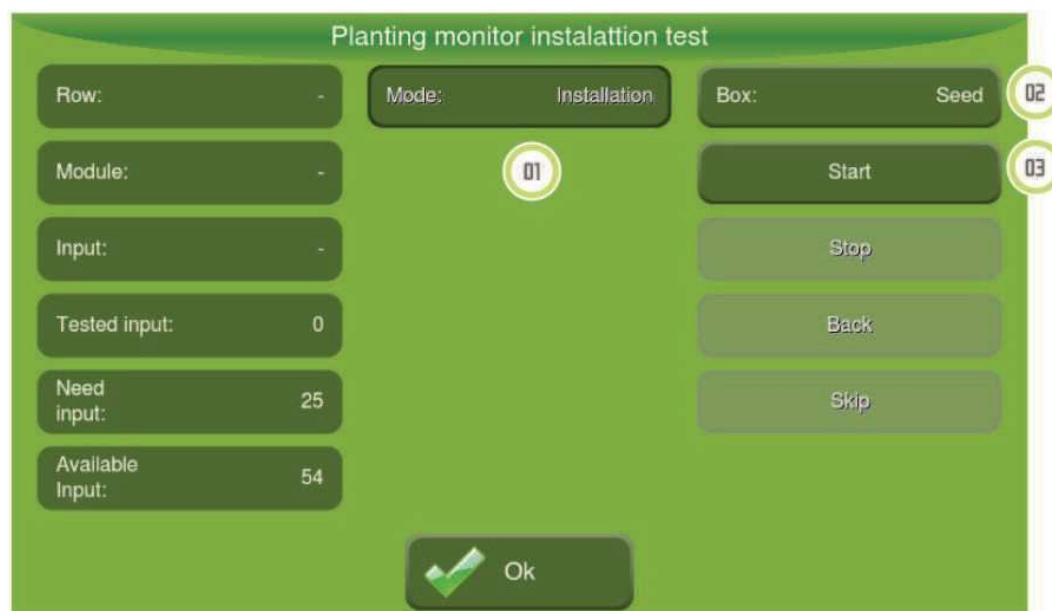 Planting monitor instalattion test
Row: -
Mode: Installation
Box: Seed
02
Module: -
01
Start
03
Input: -
Stop
Tested input: 0
Back
Need
input: 25
Skip
Available
Input: 54
Ok